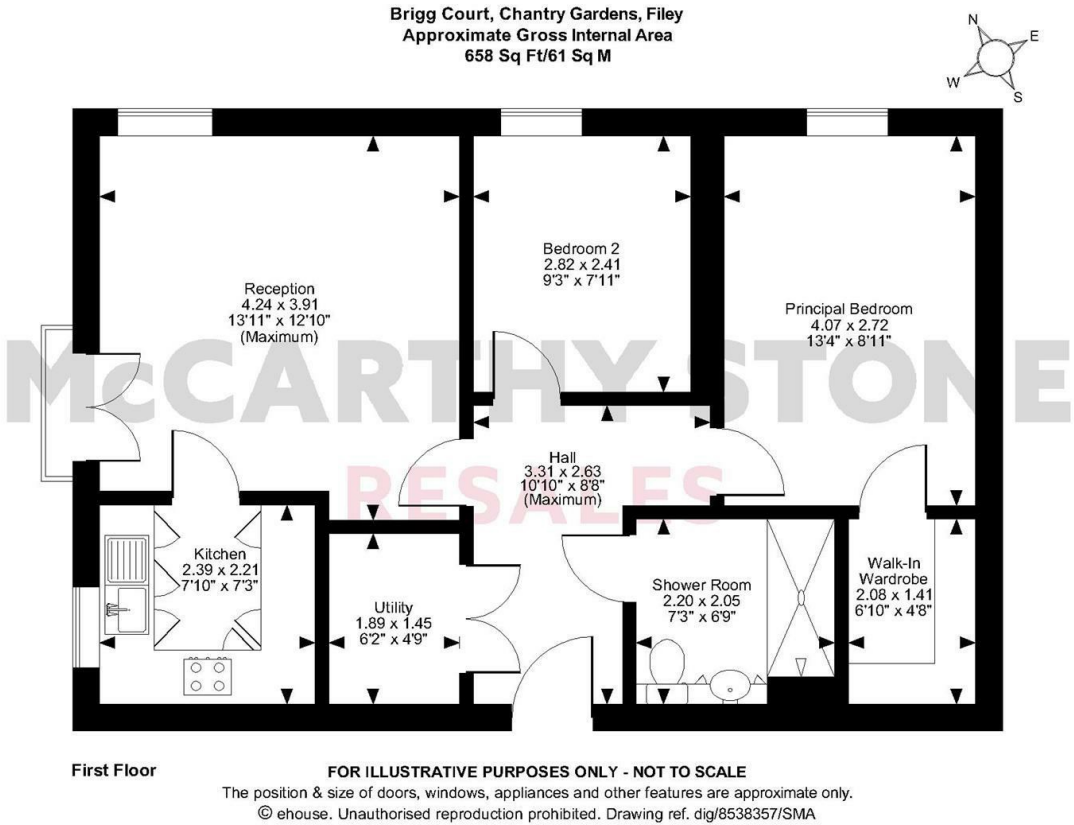 Brigg Court, Chantry Gardens, Filey
Approximate Gross Internal Area
658 Sq Ft/61 Sq M
N
E
W
S
Bedroom 2
2.82 x 2.41
9'3" x 7'11"
Reception
4.24 x 3.91
13'11" x 12'10"
(Maximum)
Principal Bedroom
4.07 x 2.72
13'4" x 8'11"
McCARTHY STONE
RESALES
Hall
3.31 x 2.63
10'10" x 8'8"
(Maximum)
Kitchen
2.39 x 2.21
7'10" x 7'3"
Utility
1.89 x 1.45
6'2" x 4'9"
Shower Room
2.20 x 2.05
7'3" x 6'9"
Walk-In
Wardrobe
2.08 x 1.41
6'10" x 4'8"
First Floor
FOR ILLUSTRATIVE PURPOSES ONLY - NOT TO SCALE
The position & size of doors, windows, appliances and other features are approximate only.
© ehouse. Unauthorised reproduction prohibited. Drawing ref. dig/8538357/SMA